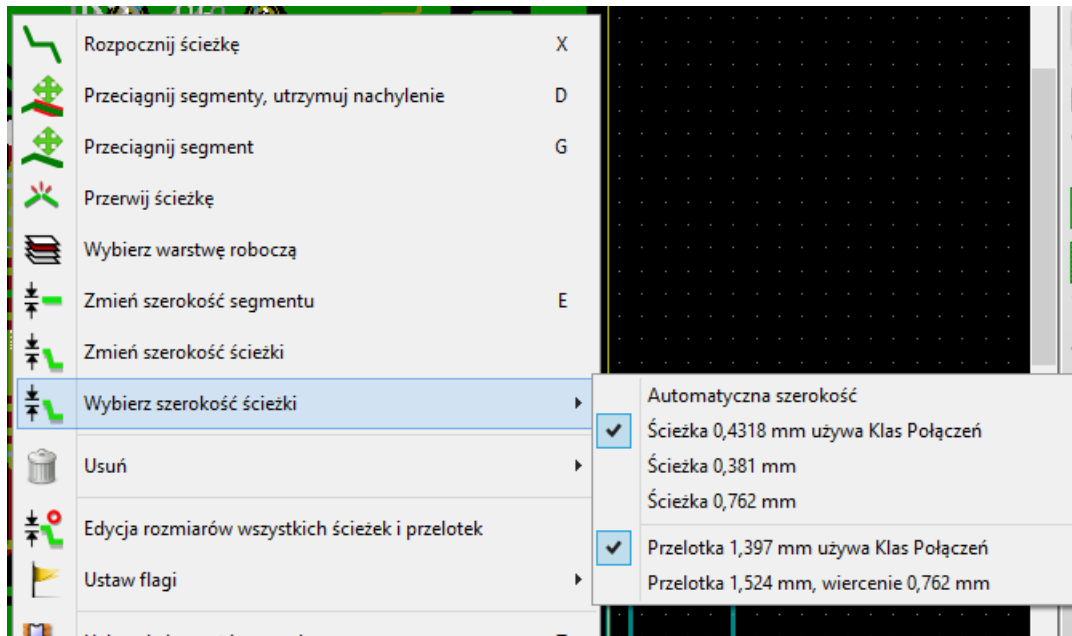 Rozpocznij ścieżkę X
Przeciągnij segmenty, utrzymuj nachylenie D
Przeciągnij segment G
Przerwij ścieżkę
Wybierz warstwę roboczą
Zmień szerokość segmentu E
Zmień szerokość ścieżki
Wybierz szerokość ścieżki
Automatyczna szerokość
Ścieżka 0,4318 mm używa Klas Połączeń
Ścieżka 0,381 mm
Ścieżka 0,762 mm
Przelotka 1,397 mm używa Klas Połączeń
Przelotka 1,524 mm, wiercenie 0,762 mm
Usuń
Edycja rozmiarów wszystkich ścieżek i przelotek
Ustaw flagi